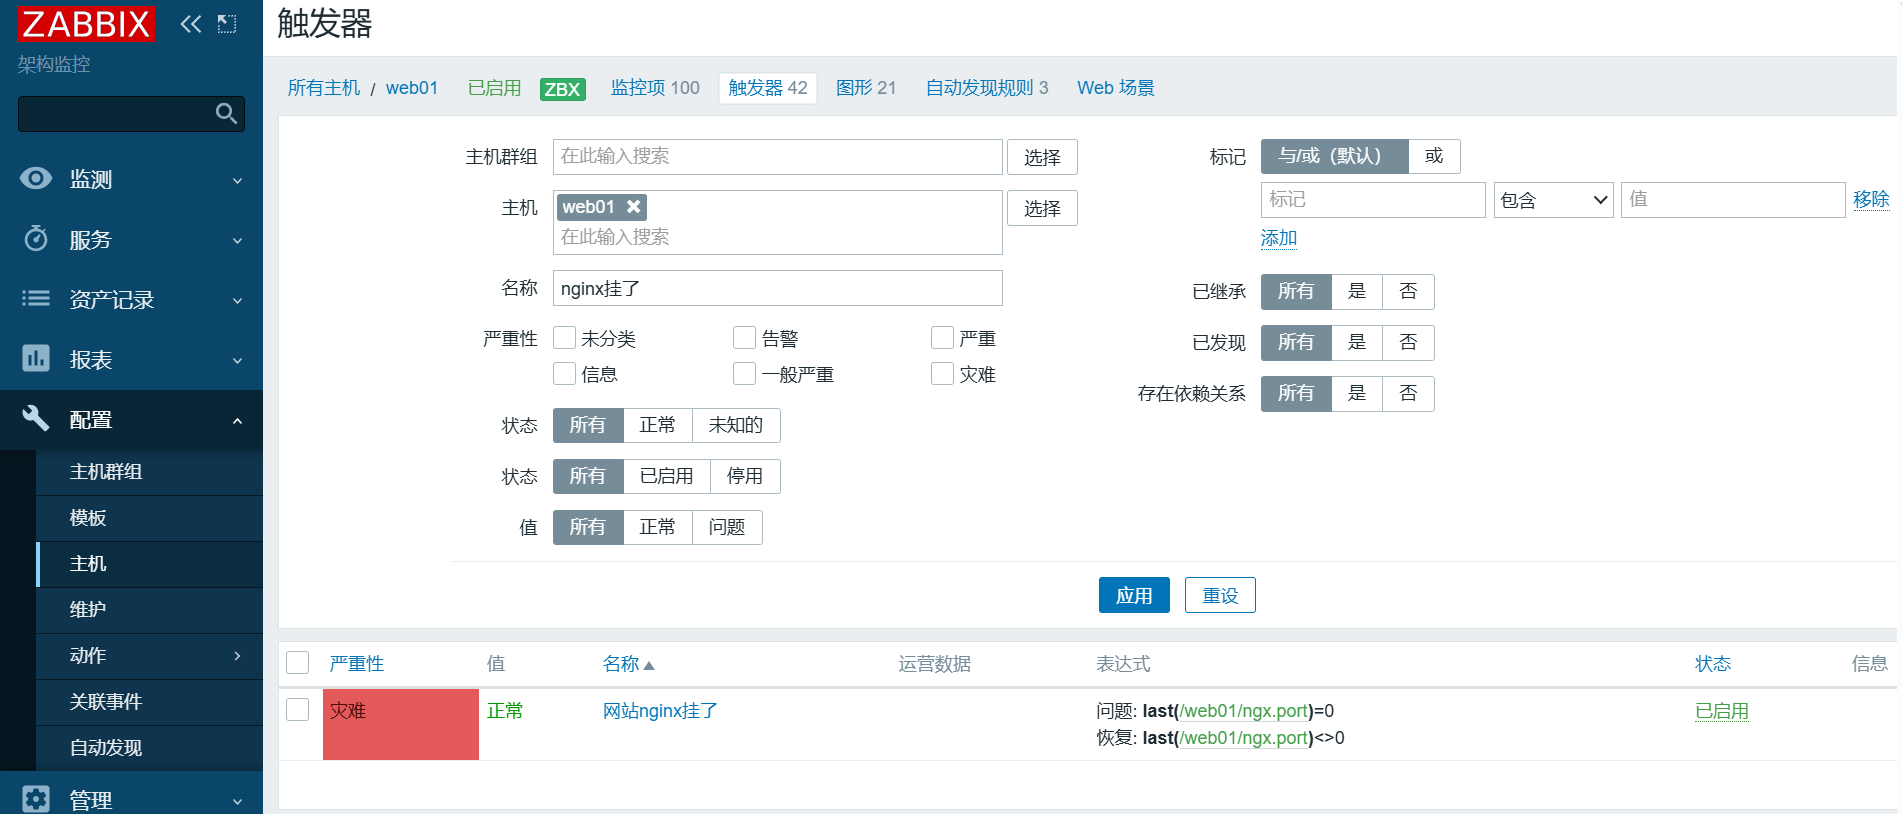 ZABBIX
架构监控
监测
服务
资产记录
报表
配置
主机群组
模板
主机
维护
动作
关联事件
自动发现
管理
触发器
所有主机 / web01 已启用 ZBX 监控项 100 触发器 42 图形 21 自动发现规则 3 Web 场景
主机群组 在此输入搜索 选择
主机 web01 选择
在此输入搜索
名称 nginx挂了
严重性 未分类 告警 严重
信息 一般严重 灾难
状态 所有 正常 未知的
状态 所有 已启用 停用
值 所有 正常 问题
标记 与/或（默认） 或
标记 包含 值 移除
添加
已继承 所有 是 否
已发现 所有 是 否
存在依赖关系 所有 是 否
应用 重设
严重性 值 名称 运营数据 表达式 状态 信息
灾难 正常 网站nginx挂了 问题: last(/web01/ngx.port)=0 已启用
恢复: last(/web01/ngx.port)<>0